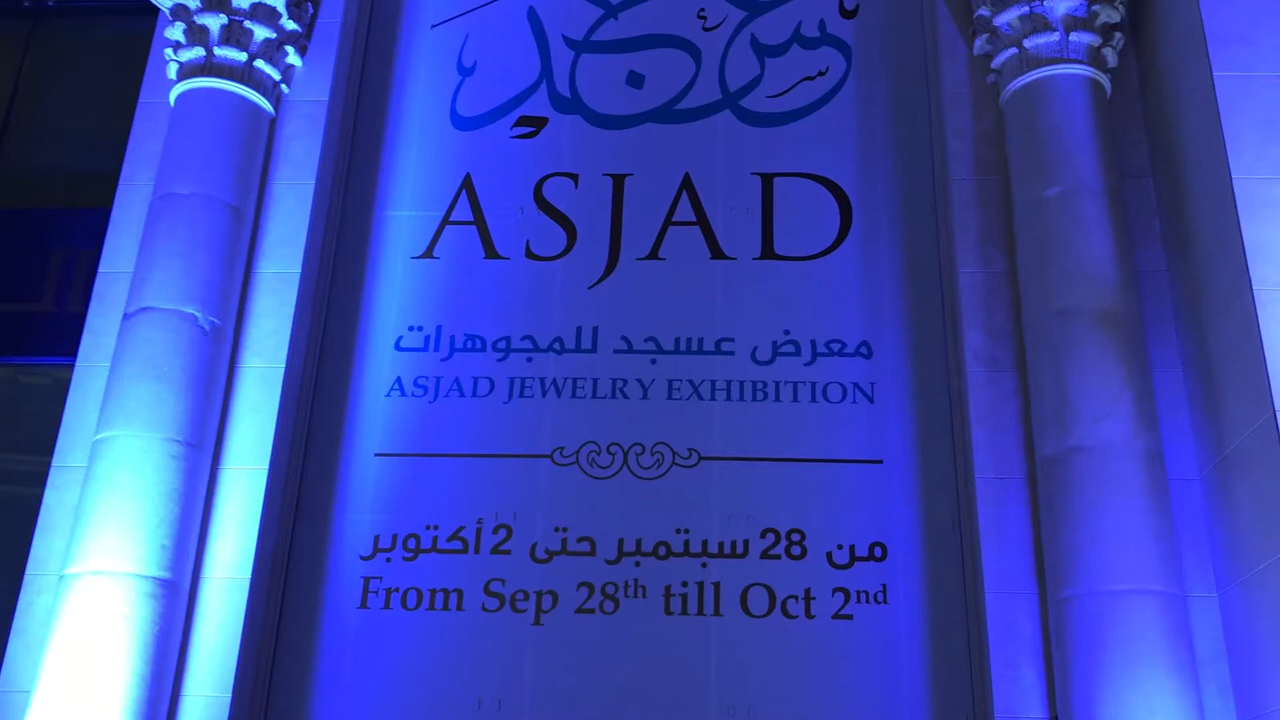 عسجد
ASJAD
معرض عسجد للمجوهرات
ASJAD JEWELRY EXHIBITION
من 28 سبتمبر حتى 2 أكتوبر
From Sep 28th till Oct 2nd